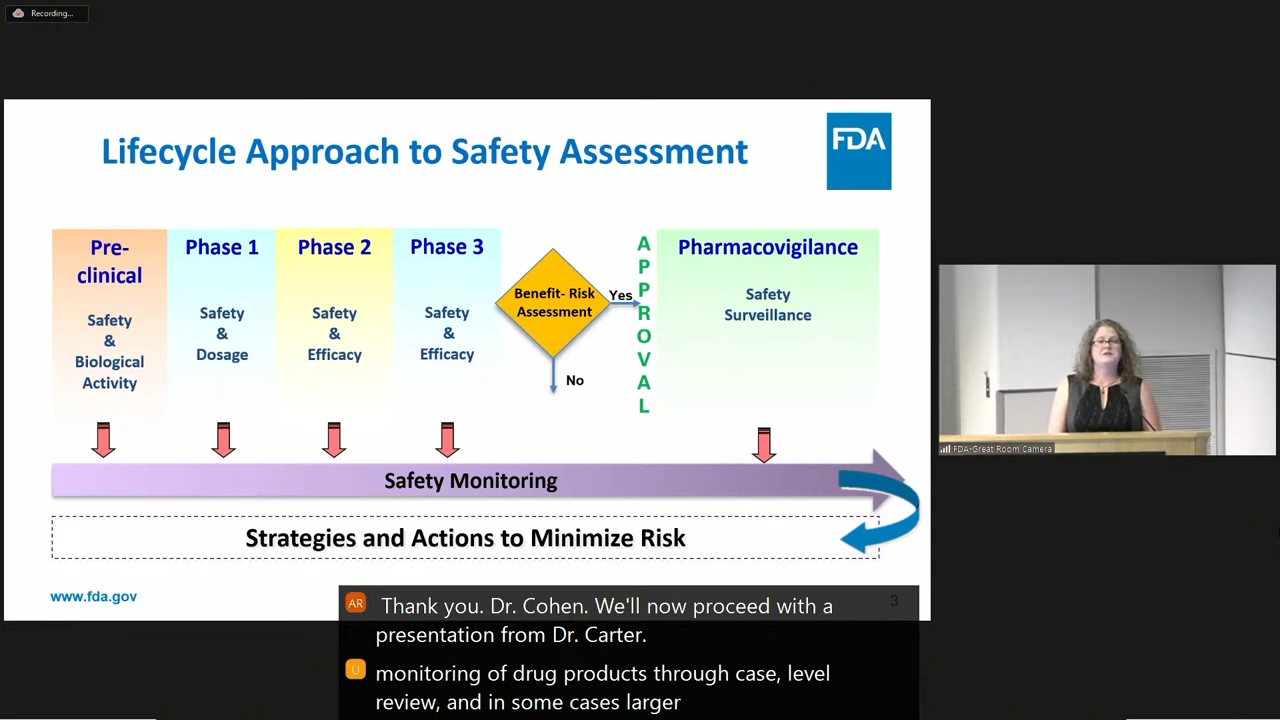 Recording...
Lifecycle Approach to Safety Assessment
FDA
Pre-
clinical
Safety
&
Biological
Activity
Phase 1
Safety
&
Dosage
Phase 2
Safety
&
Efficacy
Phase 3
Safety
&
Efficacy
Benefit- Risk
Assessment
Yes
No
APPROVAL
Pharmacovigilance
Safety
Surveillance
Safety Monitoring
Strategies and Actions to Minimize Risk
www.fda.gov
3
FDA-Great Room Camera
AR Thank you. Dr. Cohen. We'll now proceed with a
presentation from Dr. Carter.
U monitoring of drug products through case, level
review, and in some cases larger